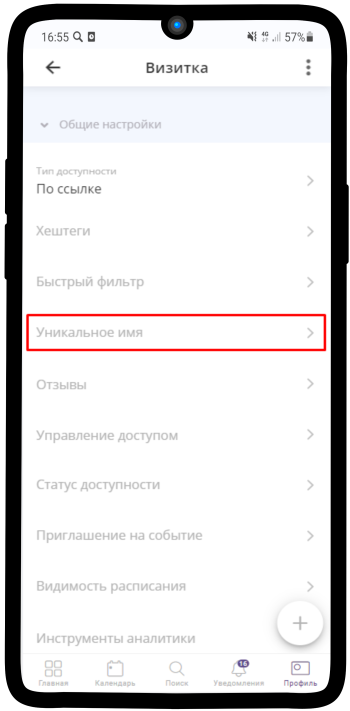 16:55
4G
57%
Визитка
Общие настройки
Тип доступности
По ссылке
Хештеги
Быстрый фильтр
Уникальное имя
Отзывы
Управление доступом
Статус доступности
Приглашение на событие
Видимость расписания
Инструменты аналитики
16
Главная Календарь Поиск Уведомления Профиль